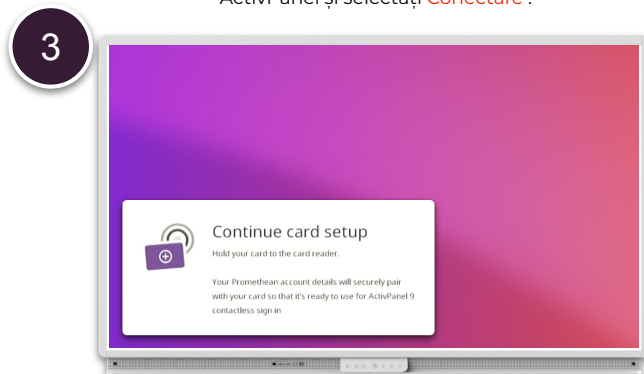 ActivPanel și selectați Conectare .
3
Continue card setup
Hold your card to the card reader.
Your Promethean account details will securely pair
with your card so that it's ready to use for ActivPanel 9
contactless sign in